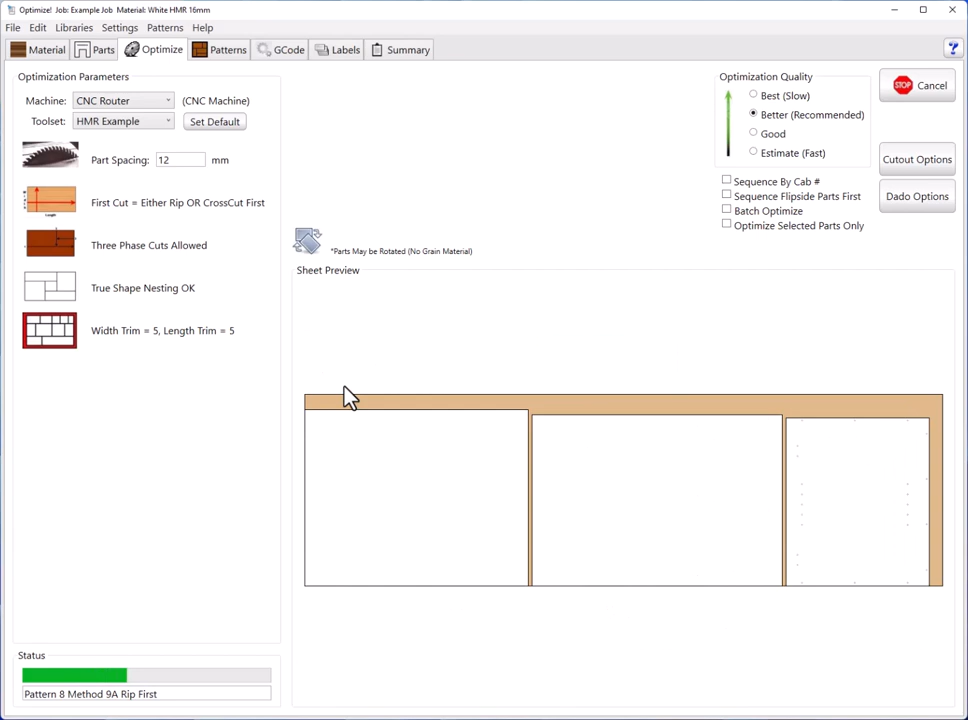 Optimize! Job: Example Job Material: White HMR 16mm
File Edit Libraries Settings Patterns Help
Material Parts Optimize Patterns GCode Labels Summary ?
Optimization Parameters
Machine: CNC Router (CNC Machine)
Toolset: HMR Example Set Default
Part Spacing: 12 mm
First Cut = Either Rip OR CrossCut First
Three Phase Cuts Allowed
True Shape Nesting OK
Width Trim = 5, Length Trim = 5
Optimization Quality
Best (Slow)
Better (Recommended)
Good
Estimate (Fast)
Sequence By Cab #
Sequence Flipside Parts First
Batch Optimize
Optimize Selected Parts Only
STOP Cancel
Cutout Options
Dado Options
*Parts May be Rotated (No Grain Material)
Sheet Preview
Status
Pattern 8 Method 9A Rip First